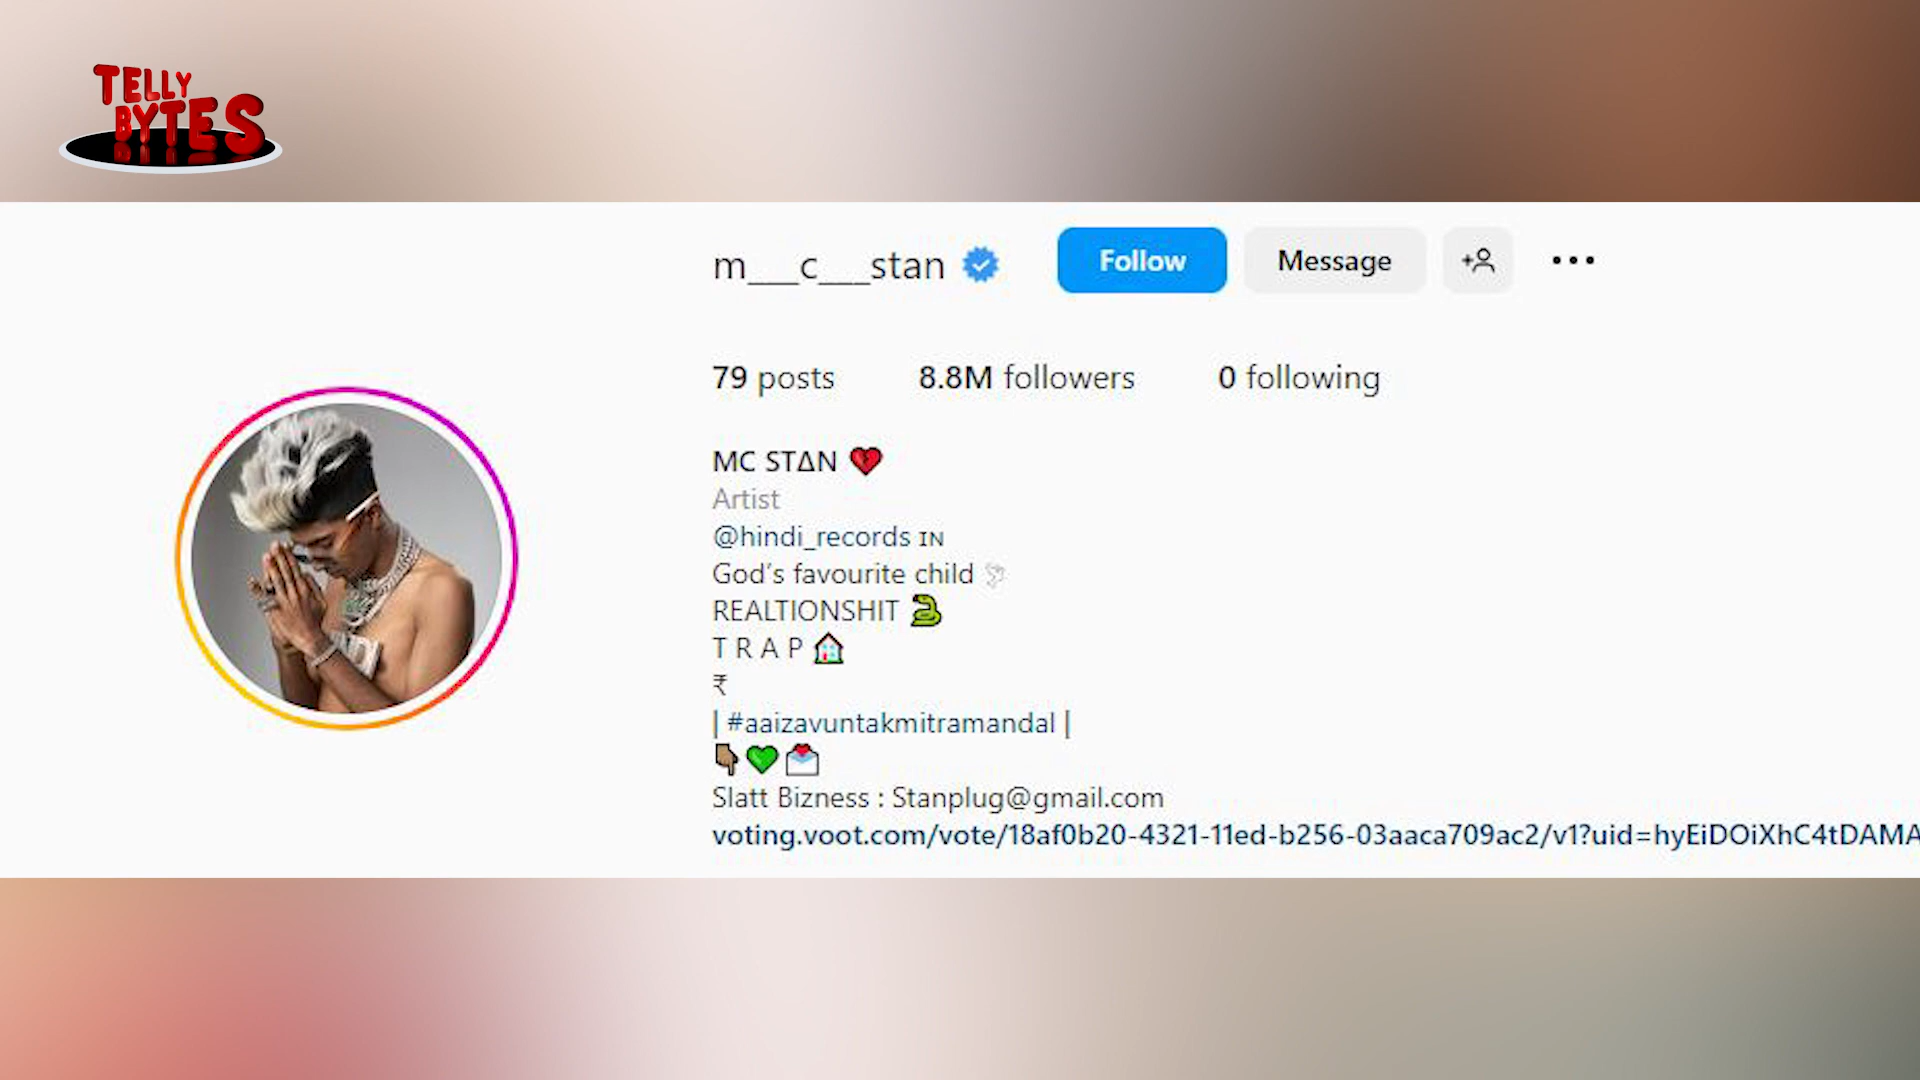 TELLY
BYTES
m___c___stan
Follow
Message
79 posts
8.8M followers
0 following
MC STΔN 💔
Artist
@hindi_records ɪɴ
God's favourite child 🕊
REALTIONSHIT 🐍
T R A P 🏠
₹
| #aaizavuntakmitramandal |
👇🏽💚💌
Slatt Bizness : Stanplug@gmail.com
voting.voot.com/vote/18af0b20-4321-11ed-b256-03aaca709ac2/v1?uid=hyEiDOiXhC4tDAMA